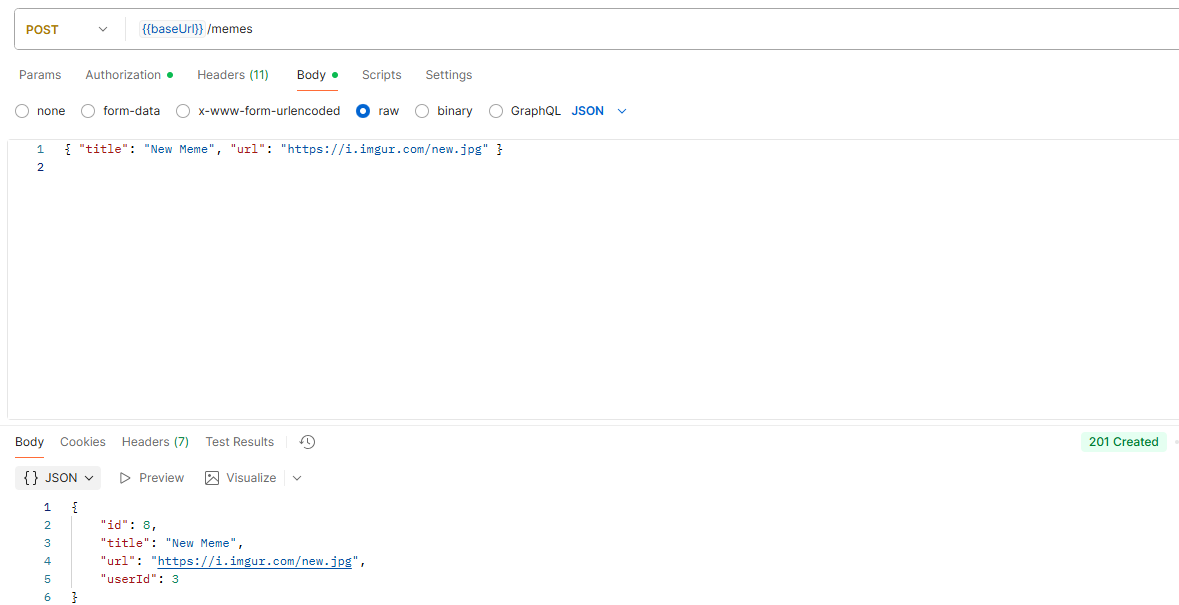 POST {{baseUrl}} /memes
Params Authorization Headers (11) Body Scripts Settings
none form-data x-www-form-urlencoded raw binary GraphQL JSON
1 { "title": "New Meme", "url": "https://i.imgur.com/new.jpg" }
2
Body Cookies Headers (7) Test Results 201 Created
{} JSON Preview Visualize
1 {
2 "id": 8,
3 "title": "New Meme",
4 "url": "https://i.imgur.com/new.jpg",
5 "userId": 3
6 }